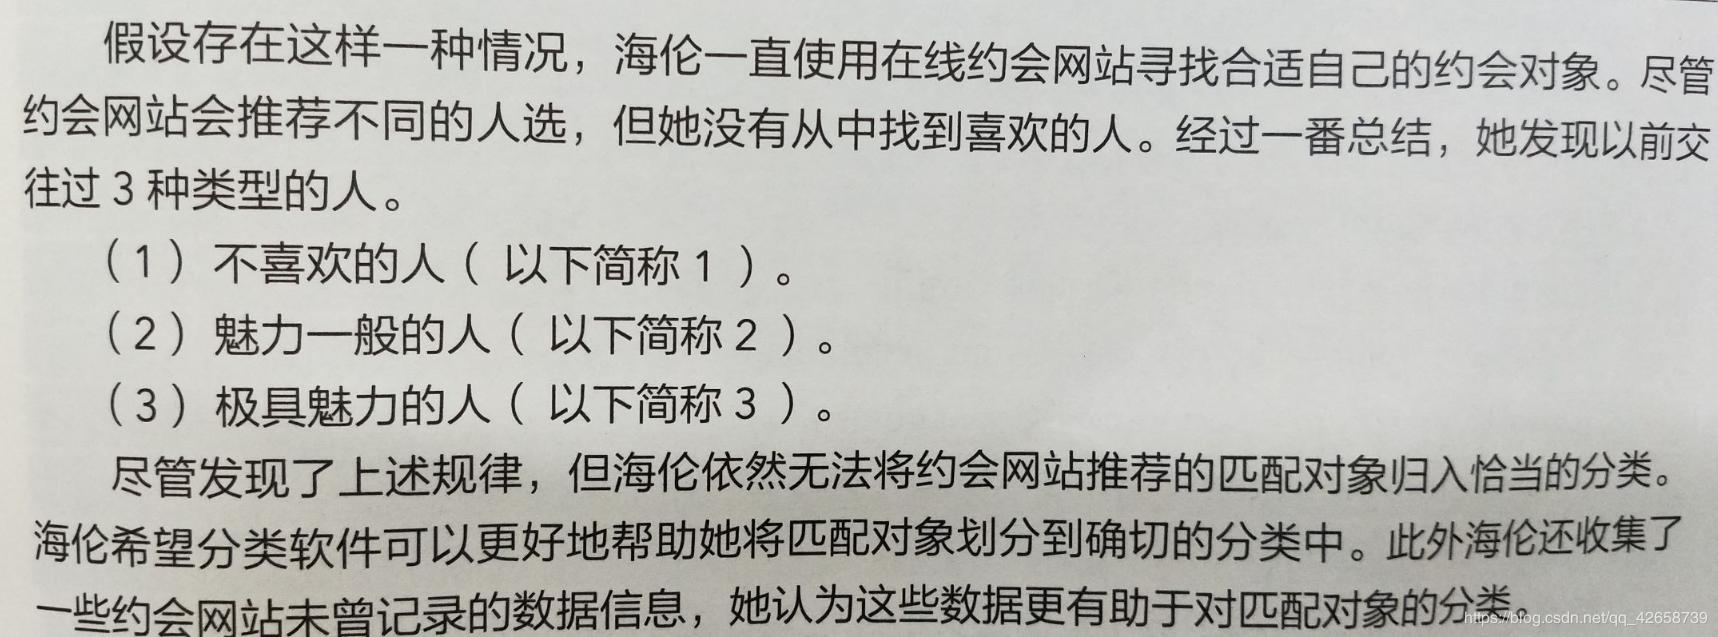 假设存在这样一种情况，海伦一直使用在线约会网站寻找合适自己的约会对象。尽管
约会网站会推荐不同的人选，但她没有从中找到喜欢的人。经过一番总结，她发现以前交
往过 3 种类型的人。
（1）不喜欢的人（ 以下简称 1 ）。
（2）魅力一般的人（ 以下简称 2 ）。
（3）极具魅力的人（ 以下简称 3 ）。
尽管发现了上述规律，但海伦依然无法将约会网站推荐的匹配对象归入恰当的分类。
海伦希望分类软件可以更好地帮助她将匹配对象划分到确切的分类中。此外海伦还收集了
一些约会网站未曾记录的数据信息，她认为这些数据更有助于对匹配对象的分类。
https://blog.csdn.net/qq_42658739